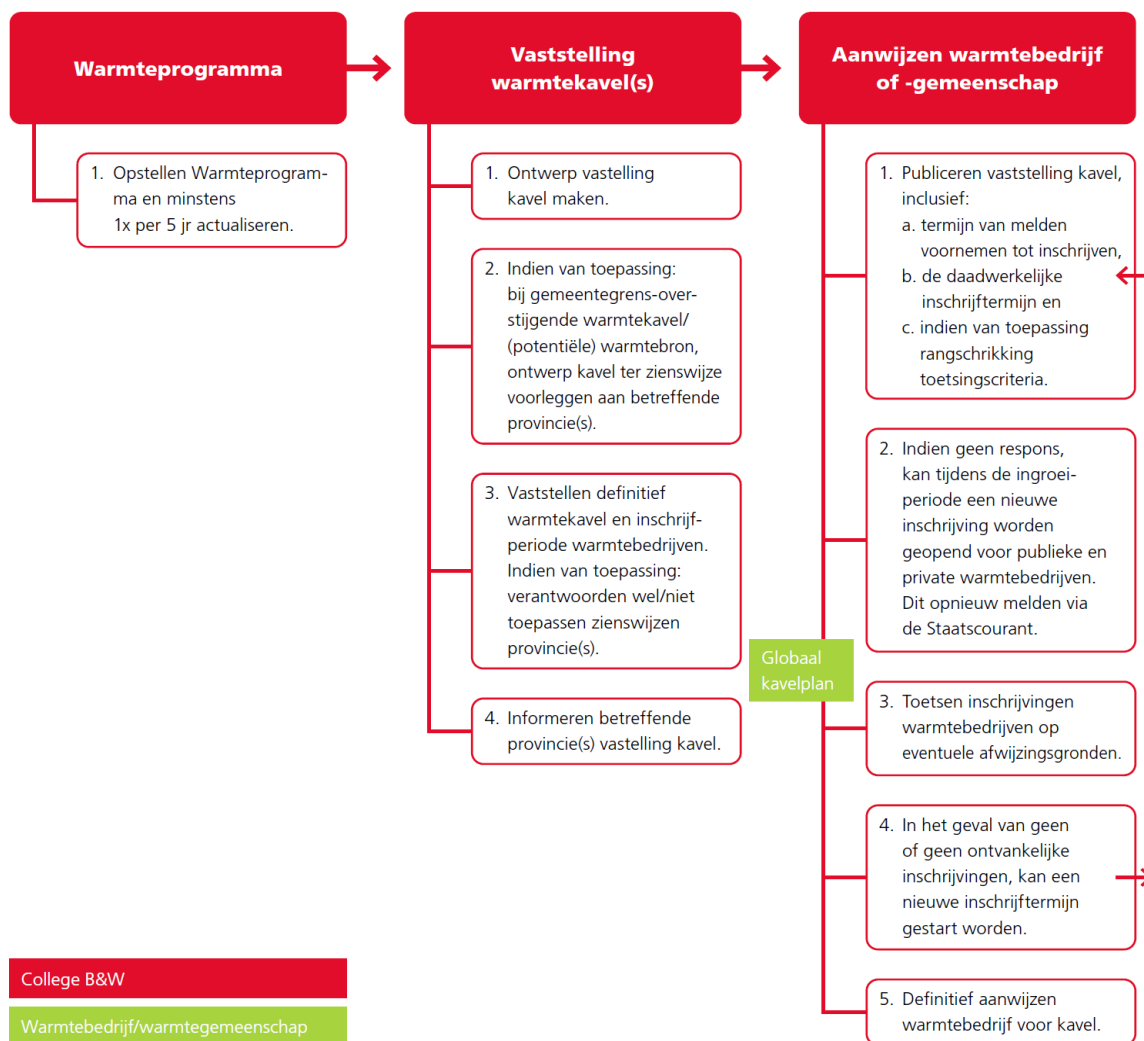 Warmteprogramma
1. Opstellen Warmteprogram-
ma en minstens
1x per 5 jr actualiseren.
Vaststelling
warmtekavel(s)
1. Ontwerp vastelling
kavel maken.
2. Indien van toepassing:
bij gemeentegrens-over-
stijgende warmtekavel/
(potentiële) warmtebron,
ontwerp kavel ter zienswijze
voorleggen aan betreffende
provincie(s).
3. Vaststellen definitief
warmtekavel en inschrijf-
periode warmtebedrijven.
Indien van toepassing:
verantwoorden wel/niet
toepassen zienswijzen
provincie(s).
4. Informeren betreffende
provincie(s) vastelling kavel.
Aanwijzen warmtebedrijf
of -gemeenschap
1. Publiceren vaststelling kavel,
inclusief:
a. termijn van melden
voornemen tot inschrijven,
b. de daadwerkelijke
inschrijftermijn en
c. indien van toepassing
rangschrikking
toetsingscriteria.
2. Indien geen respons,
kan tijdens de ingroei-
periode een nieuwe
inschrijving worden
geopend voor publieke en
private warmtebedrijven.
Dit opnieuw melden via
de Staatscourant.
Globaal
kavelplan
3. Toetsen inschrijvingen
warmtebedrijven op
eventuele afwijzingsgronden.
4. In het geval van geen
of geen ontvankelijke
inschrijvingen, kan een
nieuwe inschrijftermijn
gestart worden.
5. Definitief aanwijzen
warmtebedrijf voor kavel.
College B&W
Warmtebedrijf/warmtegemeenschap